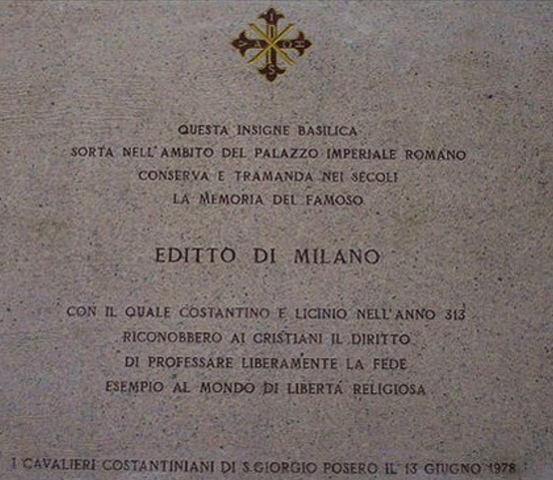 I
V A Ω H
S
QUESTA INSIGNE BASILICA
SORTA NELL'AMBITO DEL PALAZZO IMPERIALE ROMANO
CONSERVA E TRAMANDA NEI SECOLI
LA MEMORIA DEL FAMOSO
EDITTO DI MILANO
CON IL QUALE COSTANTINO E LICINIO NELL'ANNO 313
RICONOBBERO AI CRISTIANI IL DIRITTO
DI PROFESSARE LIBERAMENTE LA FEDE
ESEMPIO AL MONDO DI LIBERTÀ RELIGIOSA
I CAVALIERI COSTANTINIANI DI S.GIORGIO POSERO IL 13 GIUGNO 1978